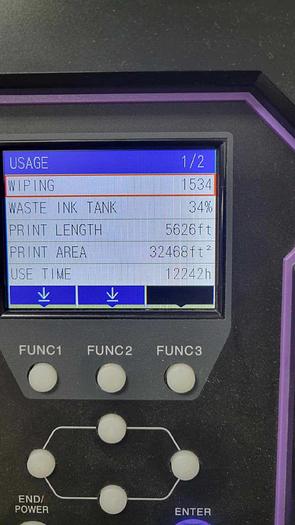 USAGE 1/2
WIPING 1534
WASTE INK TANK 34%
PRINT LENGTH 5626ft
PRINT AREA 32468ft²
USE TIME 12242h
FUNC1 FUNC2 FUNC3
END/
POWER
ENTER